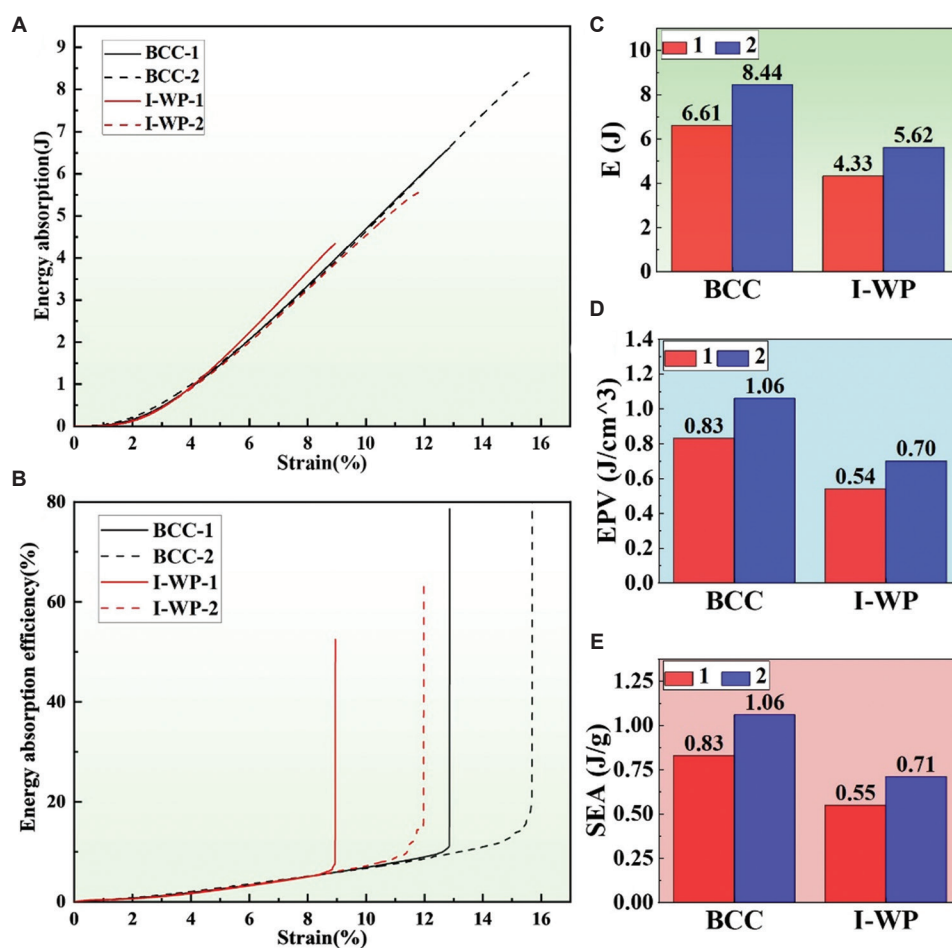 A
9
8
7
6
5
4
3
2
1
0
Energy absorption(J)
BCC-1
BCC-2
I-WP-1
I-WP-2
0 2 4 6 8 10 12 14 16
Strain(%)
B
80
60
40
20
0
Energy absorption efficiency(%)
BCC-1
BCC-2
I-WP-1
I-WP-2
0 2 4 6 8 10 12 14 16
Strain(%)
C
1 2
10
8
6
4
2
0
E (J)
6.61
8.44
4.33
5.62
BCC I-WP
D
1 2
1.4
1.2
1.0
0.8
0.6
0.4
0.2
0.0
EPV (J/cm^3)
0.83
1.06
0.54
0.70
BCC I-WP
E
1 2
1.25
1.00
0.75
0.50
0.25
0.00
SEA (J/g)
0.83
1.06
0.55
0.71
BCC I-WP